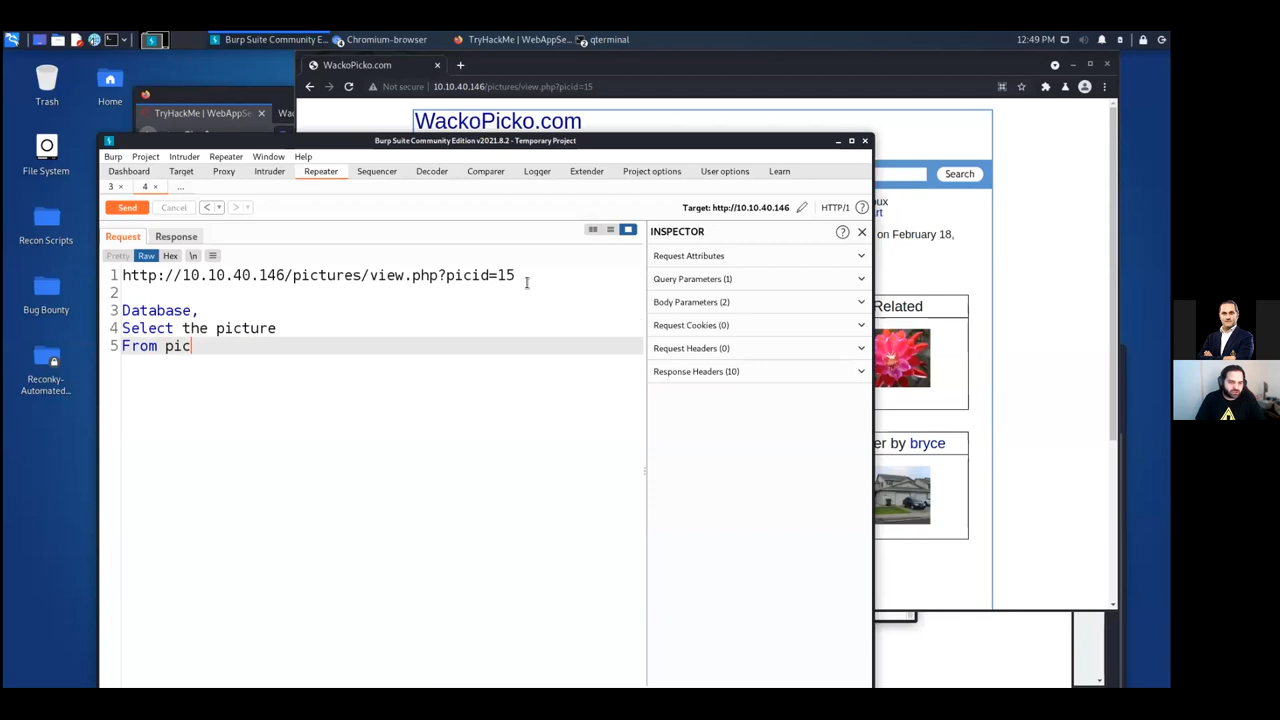 Burp Suite Community E...
Chromium-browser
TryHackMe | WebAppSe...
qterminal
12:49
WackoPicko.com
Not secure
10.10.40.146/pictures/view.php?picid=15
Trash
Home
File System
Recon Scripts
Bug Bounty
Reconky-
Automated...
TryHackMe | WebAppSe
Wac
WackoPicko.com
Search
on February 18,
Related
er by bryce
Burp Suite Community Edition v2021.8.2 - Temporary Project
Burp Project Intruder Repeater Window Help
Dashboard Target Proxy Intruder Repeater Sequencer Decoder Comparer Logger Extender Project options User options Learn
3 × 4 × ...
Send Cancel < > Target: http://10.10.40.146 HTTP/1 ?
Request Response
Pretty Raw Hex \n
1 http://10.10.40.146/pictures/view.php?picid=15
2
3 Database,
4 Select the picture
5 From pic
INSPECTOR
Request Attributes
Query Parameters (1)
Body Parameters (2)
Request Cookies (0)
Request Headers (0)
Response Headers (10)